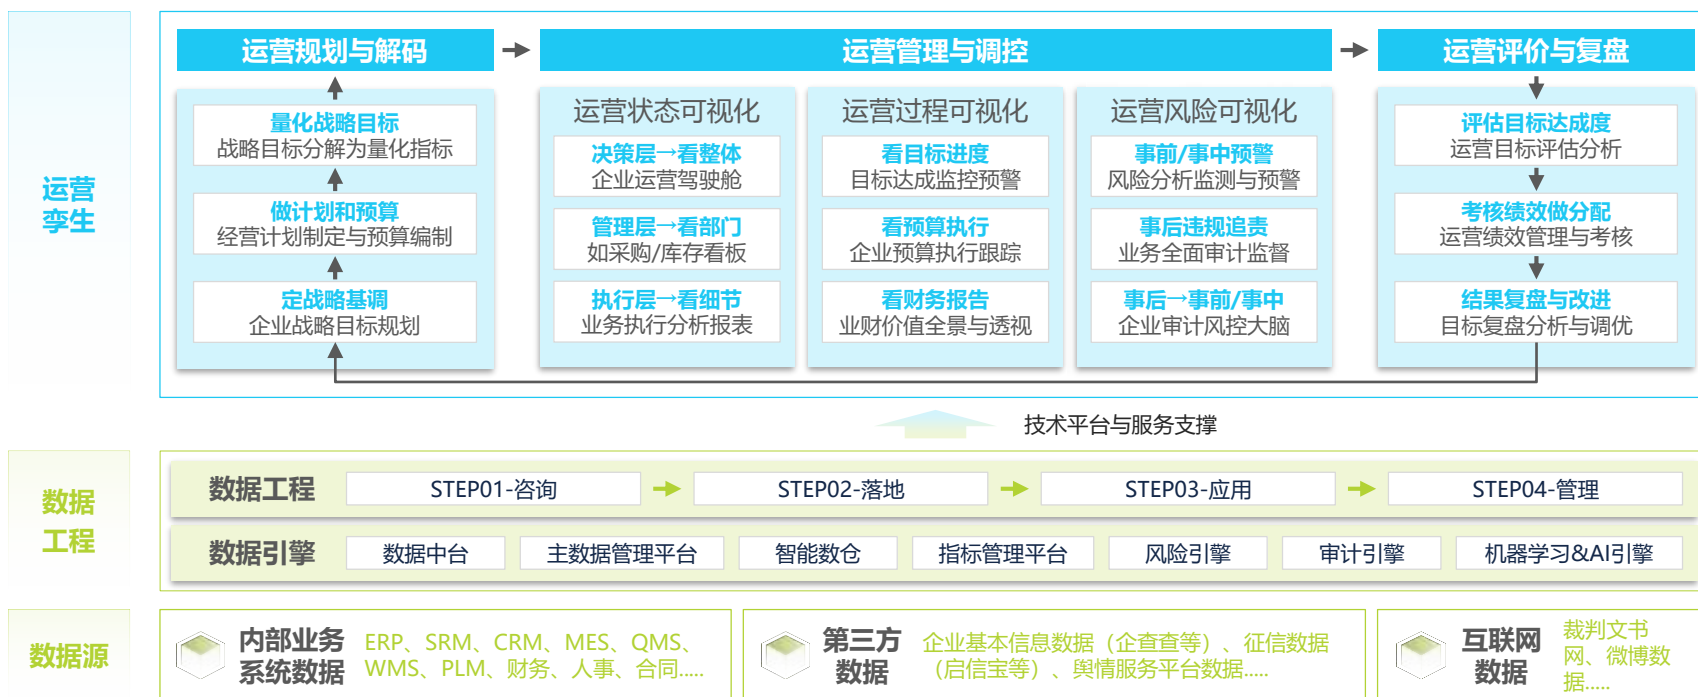 运营
孪生
运营规划与解码
量化战略目标
战略目标分解为量化指标
做计划和预算
经营计划制定与预算编制
定战略基调
企业战略目标规划
运营管理与调控
运营状态可视化
决策层→看整体
企业运营驾驶舱
管理层→看部门
如采购/库存看板
执行层→看细节
业务执行分析报表
运营过程可视化
看目标进度
目标达成监控预警
看预算执行
企业预算执行跟踪
看财务报告
业财价值全景与透视
运营风险可视化
事前/事中预警
风险分析监测与预警
事后违规追责
业务全面审计监督
事后→事前/事中
企业审计风控大脑
运营评价与复盘
评估目标达成度
运营目标评估分析
考核绩效做分配
运营绩效管理与考核
结果复盘与改进
目标复盘分析与调优
技术平台与服务支撑
数据
工程
数据工程
STEP01-咨询
STEP02-落地
STEP03-应用
STEP04-管理
数据引擎
数据中台
主数据管理平台
智能数仓
指标管理平台
风险引擎
审计引擎
机器学习&AI引擎
数据源
内部业务
系统数据
ERP、SRM、CRM、MES、QMS、
WMS、PLM、财务、人事、合同.....
第三方
数据
企业基本信息数据（企查查等）、征信数据
（启信宝等）、舆情服务平台数据.....
互联网
数据
裁判文书
网、微博数
据.....